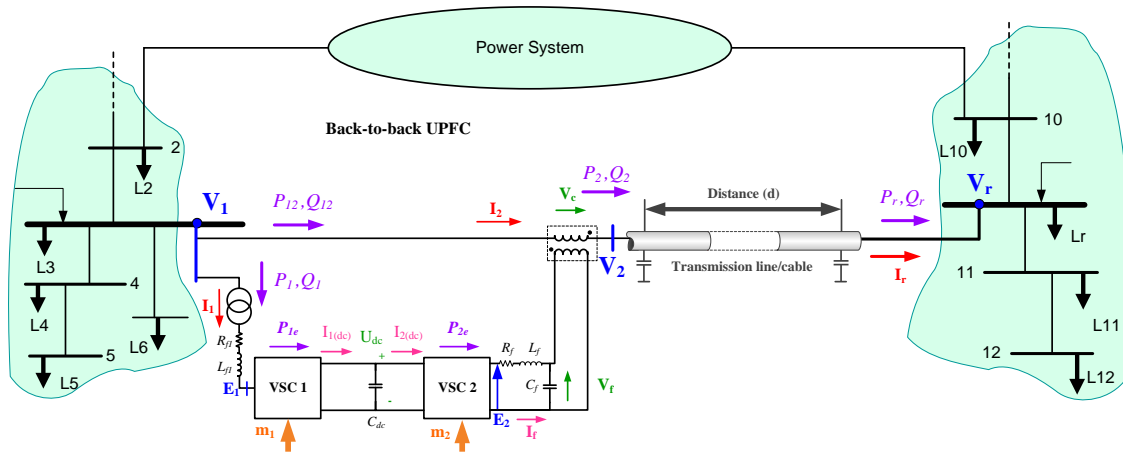 Power System
Back-to-back UPFC
2
L2
10
L10
V1
P12, Q12
I2
Vc
P2, Q2
Distance (d)
Pr, Qr
Vr
L3
V2
Transmission line/cable
Ir
Lr
4
L4
L6
5
L5
11
L11
12
L12
I1
P1, Q1
Rf1
Lf1
E1
P1e
I1(dc)
Udc
I2(dc)
P2e
Rf
Lf
+
-
VSC 1
VSC 2
Cdc
Cf
Vf
E2
If
m1
m2